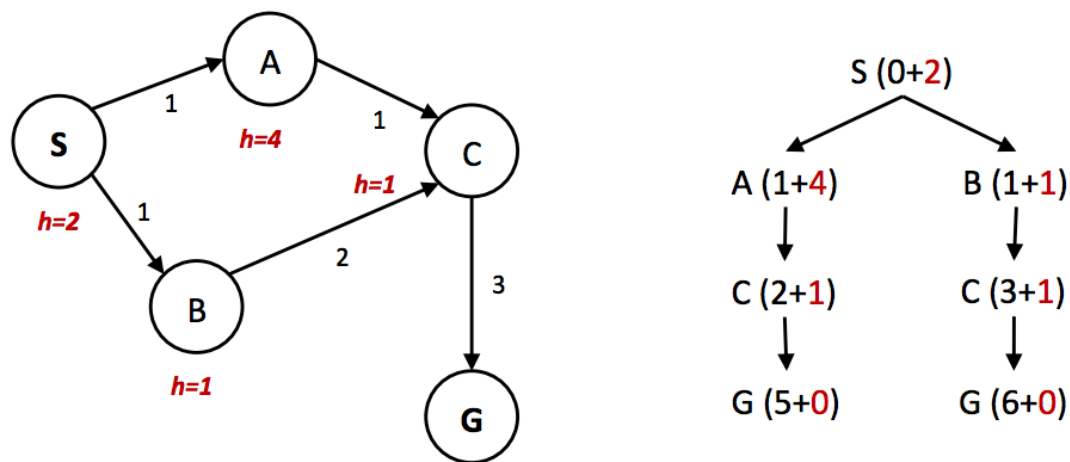 A
1
h=4
1
S
h=2
C
h=1
1
2
B
h=1
3
G
S (0+2)
A (1+4)
B (1+1)
C (2+1)
C (3+1)
G (5+0)
G (6+0)